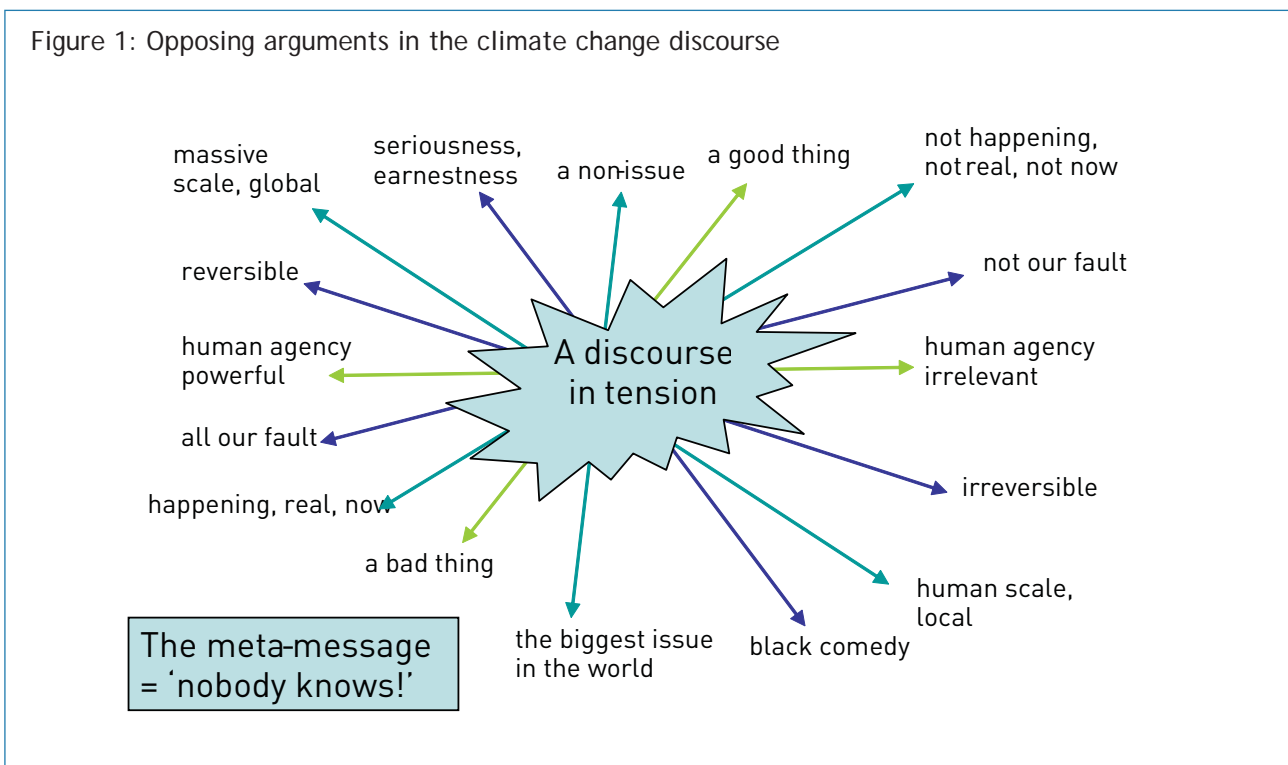 Figure 1: Opposing arguments in the climate change discourse
massive
scale, global
seriousness,
earnestness
a non-issue
a good thing
not happening,
not real, not now
reversible
not our fault
human agency
powerful
A discourse
in tension
human agency
irrelevant
all our fault
happening, real, now
irreversible
a bad thing
human scale,
local
the biggest issue
in the world
black comedy
The meta-message
= ‘nobody knows!’